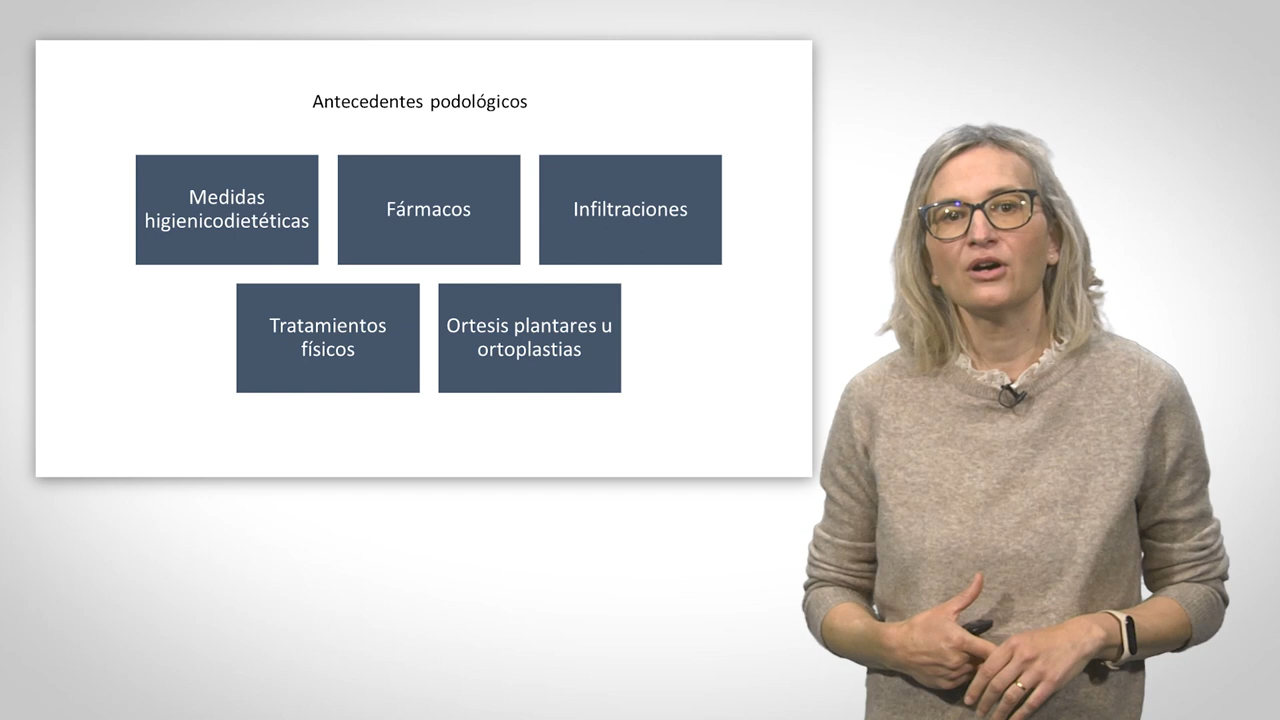 Antecedentes podológicos
Medidas
higienicodietéticas
Fármacos
Infiltraciones
Tratamientos
físicos
Ortesis plantares u
ortoplastias